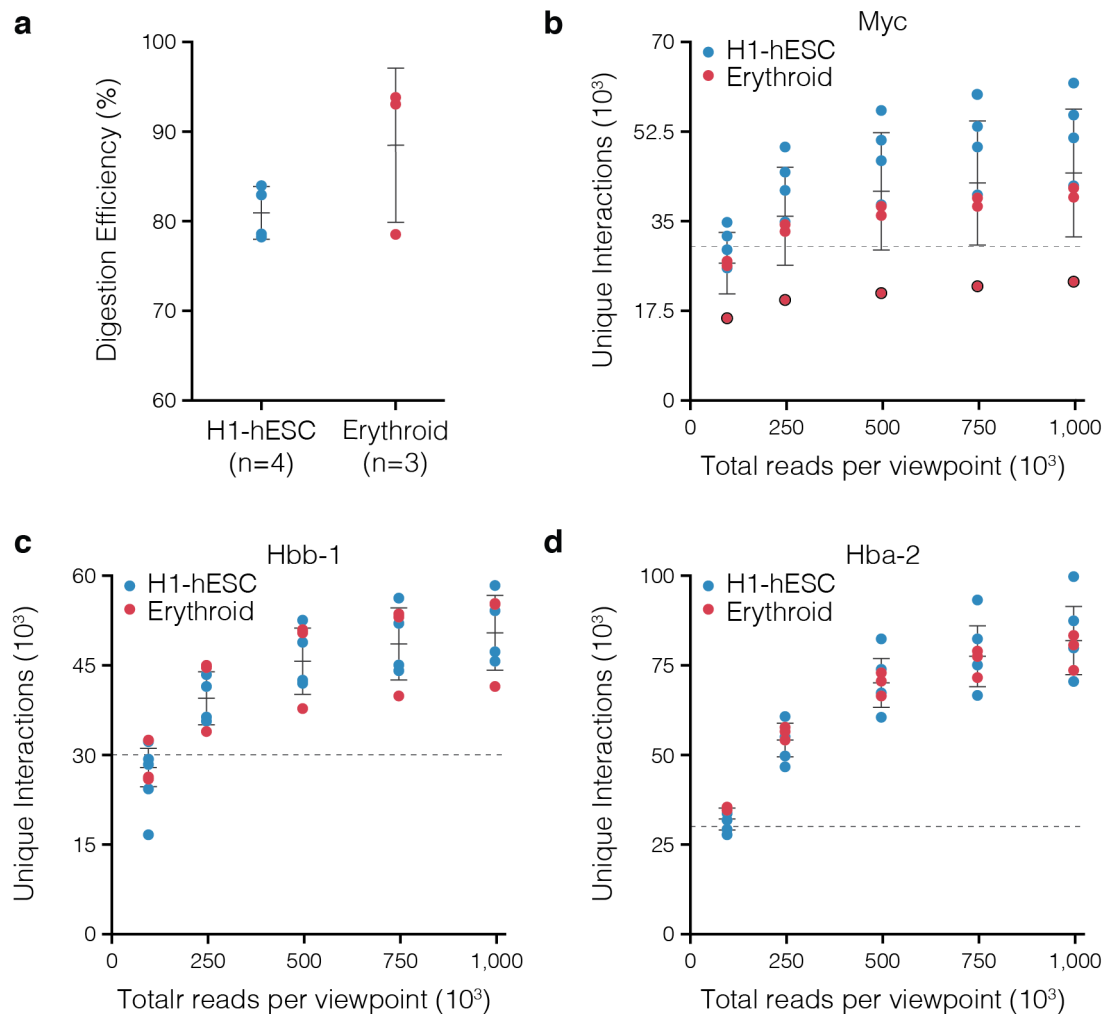 a
100
90
80
70
60
Digestion Efficiency (%)
H1-hESC
(n=4)
Erythroid
(n=3)
b
Myc
H1-hESC
Erythroid
70
52.5
35
17.5
0
Unique Interactions (10³)
0 250 500 750 1,000
Total reads per viewpoint (10³)
c
Hbb-1
H1-hESC
Erythroid
60
45
30
15
0
Unique Interactions (10³)
0 250 500 750 1,000
Totalr reads per viewpoint (10³)
d
Hba-2
H1-hESC
Erythroid
100
75
50
25
0
Unique Interactions (10³)
0 250 500 750 1,000
Total reads per viewpoint (10³)